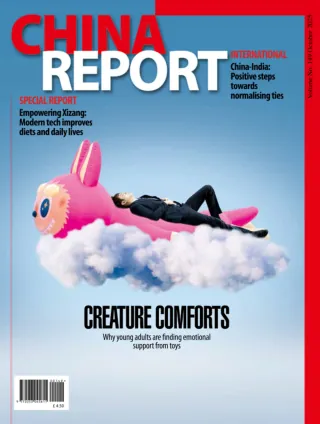 CHINA
REPORT
INTERNATIONAL
China-India:
Positive steps
towards
normalising ties
SPECIAL REPORT
Empowering Xizang:
Modern tech improves
diets and daily lives
CREATURE COMFORTS
Why young adults are finding emotional
support from toys